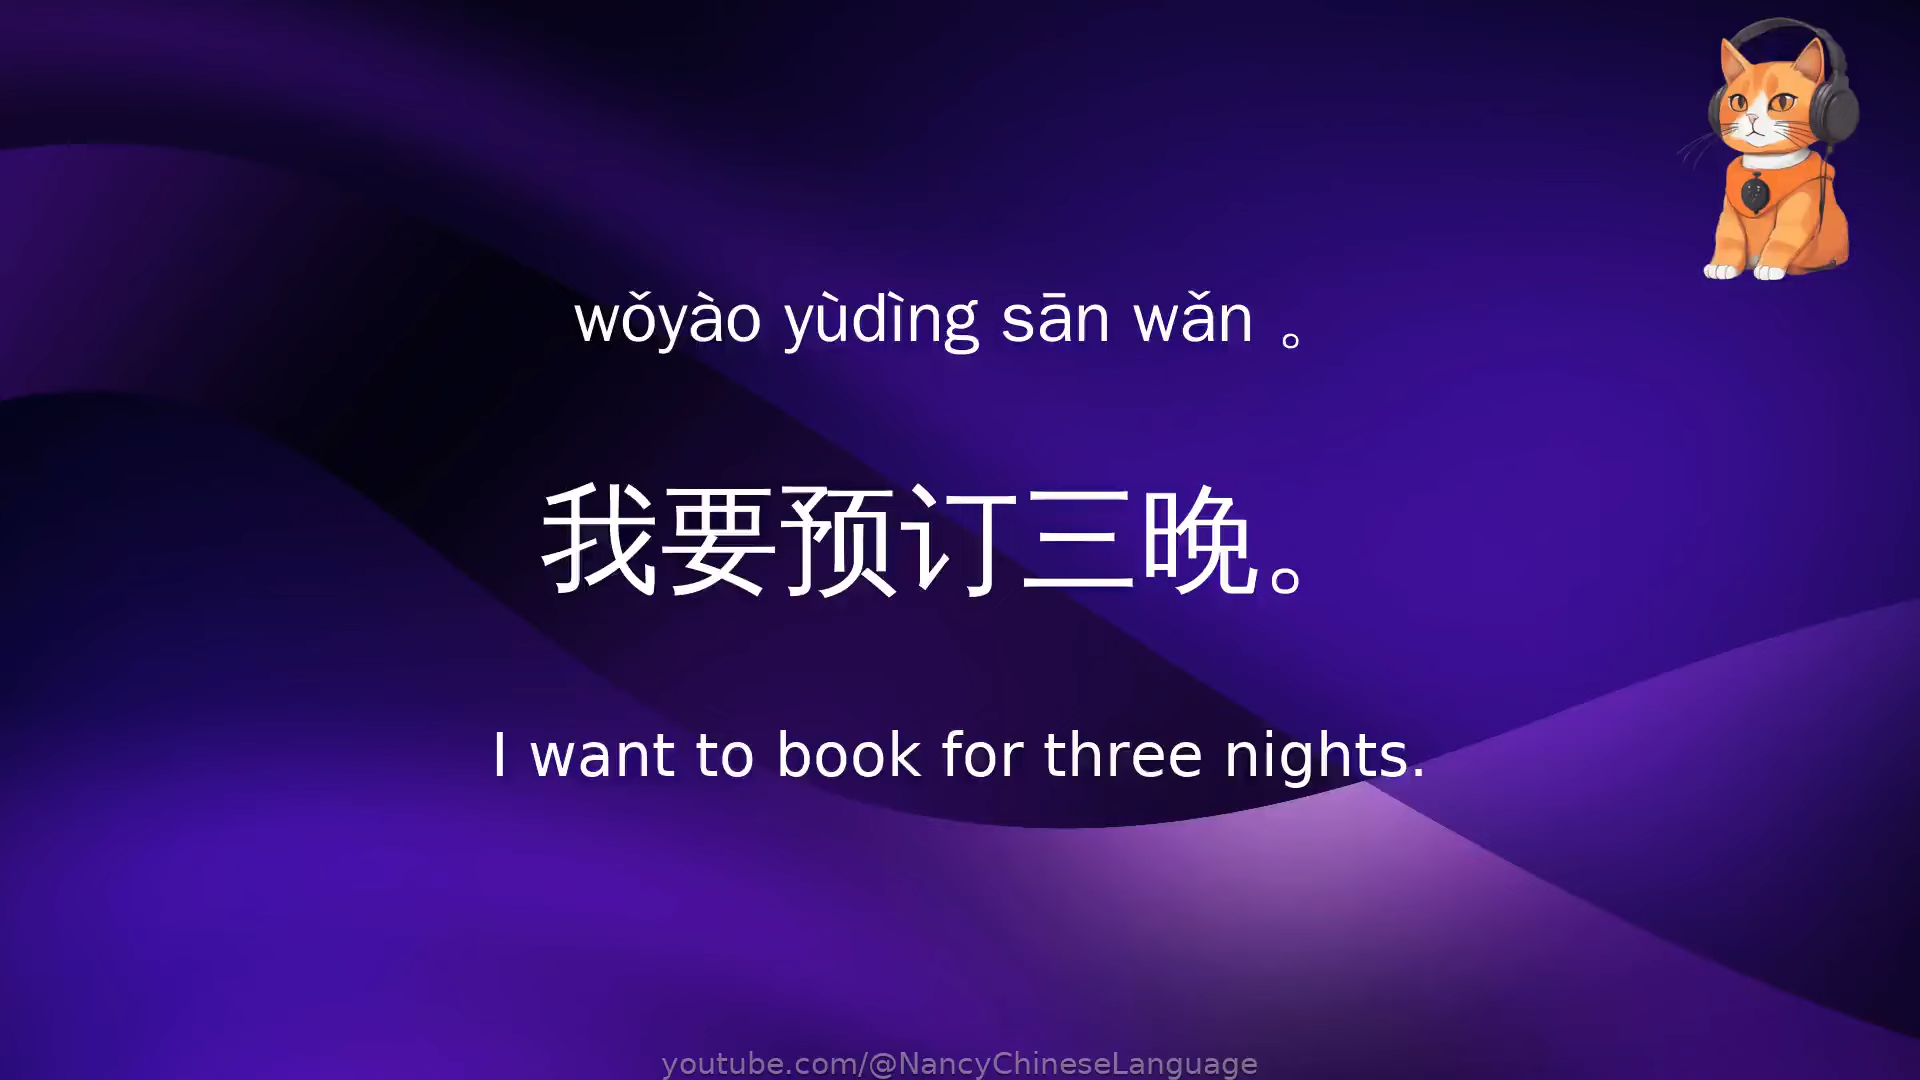 wǒyào yùdìng sān wǎn 。
我要预订三晚。
I want to book for three nights.
youtube.com/@NancyChineseLanguage